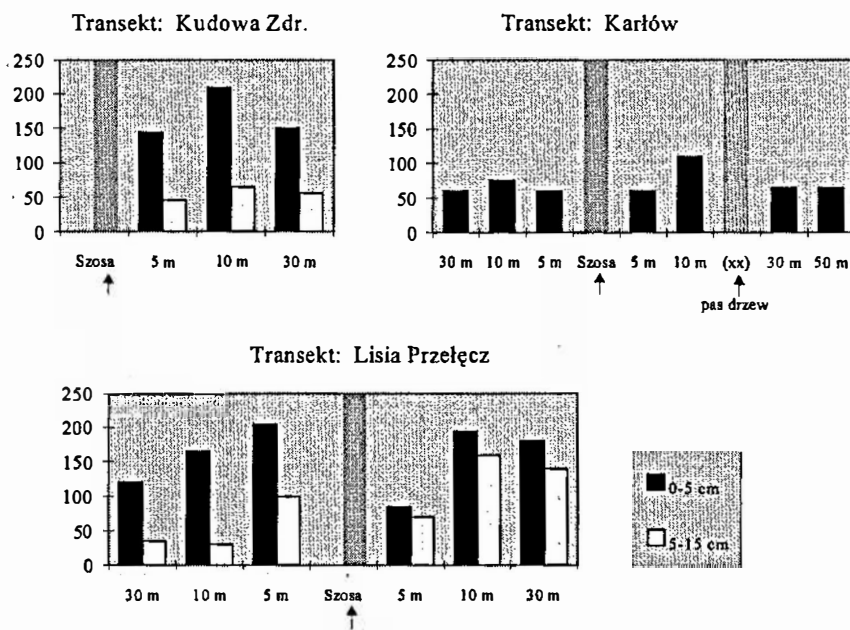 Transekt: Kudowa Zdr.
250
200
150
100
50
0
Szosa 5 m 10 m 30 m
Transekt: Karłów
250
200
150
100
50
0
30 m 10 m 5 m Szosa 5 m 10 m (xx) 30 m 50 m
pas drzew
Transekt: Lisia Przełęcz
250
200
150
100
50
0
30 m 10 m 5 m Szosa 5 m 10 m 30 m
0-5 cm
5-15 cm